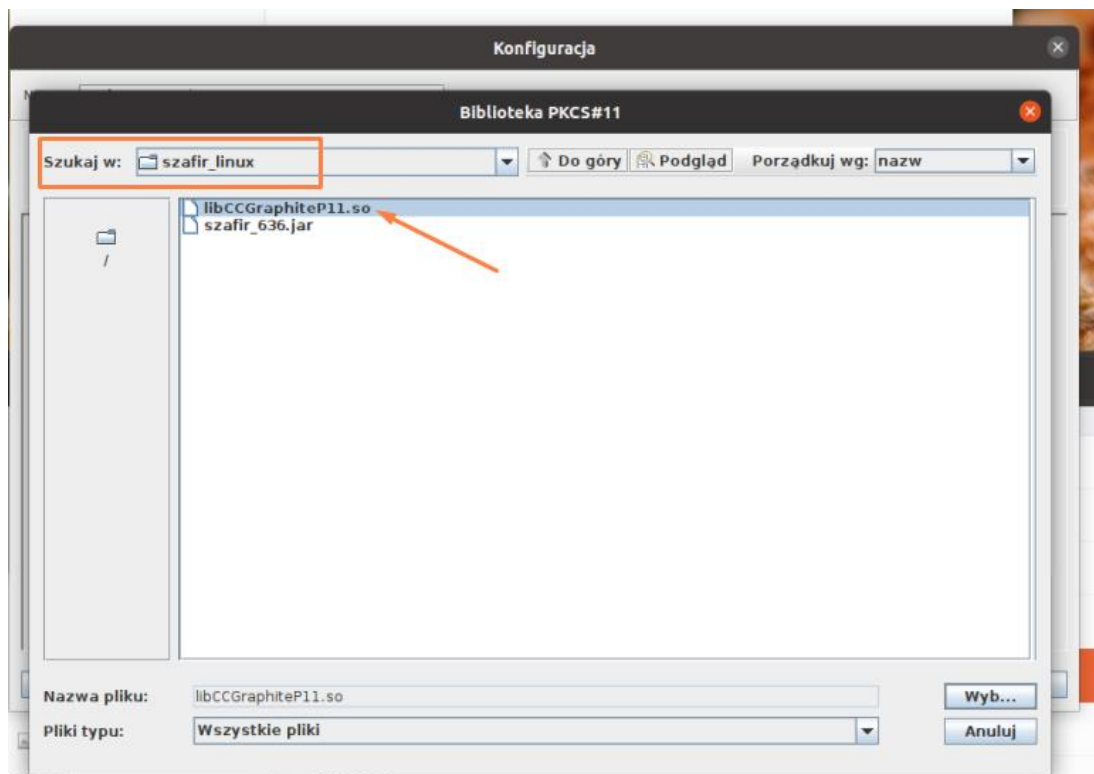 Konfiguracja
Biblioteka PKCS#11
Szukaj w: szafir_linux Do góry Podgląd Porządkuj wg: nazw
libCCGraphiteP11.so
szafir_636.jar
/
Nazwa pliku: libCCGraphiteP11.so Wyb...
Pliki typu: Wszystkie pliki Anuluj